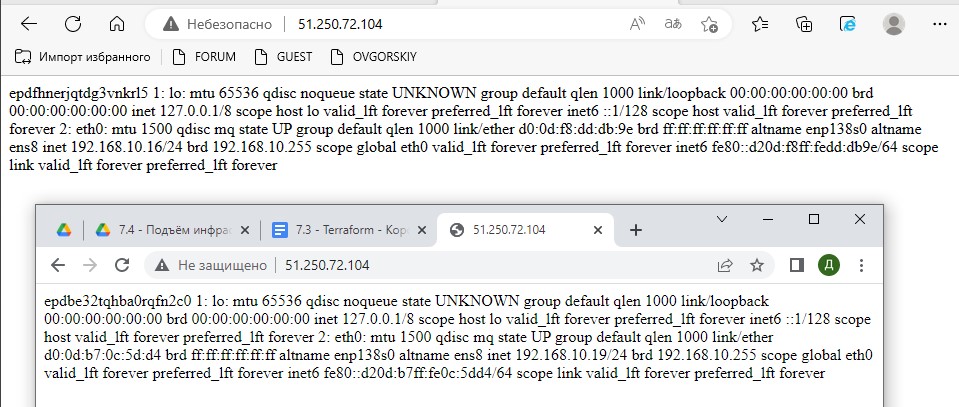 Небезопасно 51.250.72.104
Импорт избранного FORUM GUEST OVGORSKIY
epdfhnerjqtdg3vnkrl5 1: lo: mtu 65536 qdisc noqueue state UNKNOWN group default qlen 1000 link/loopback 00:00:00:00:00:00 brd
00:00:00:00:00:00 inet 127.0.0.1/8 scope host lo valid_lft forever preferred_lft forever inet6 ::1/128 scope host valid_lft forever preferred_lft
forever 2: eth0: mtu 1500 qdisc mq state UP group default qlen 1000 link/ether d0:0d:f8:dd:db:9e brd ff:ff:ff:ff:ff:ff altname enp138s0 altname
ens8 inet 192.168.10.16/24 brd 192.168.10.255 scope global eth0 valid_lft forever preferred_lft forever inet6 fe80::d20d:f8ff:fedd:db9e/64 scope
link valid_lft forever preferred_lft forever
7.4 - Подъём инфрас 7.3 - Terraform - Кор 51.250.72.104
Не защищено 51.250.72.104 Д
epdbe32tqhba0rqfn2c0 1: lo: mtu 65536 qdisc noqueue state UNKNOWN group default qlen 1000 link/loopback
00:00:00:00:00:00 brd 00:00:00:00:00:00 inet 127.0.0.1/8 scope host lo valid_lft forever preferred_lft forever inet6 ::1/128 scope
host valid_lft forever preferred_lft forever 2: eth0: mtu 1500 qdisc mq state UP group default qlen 1000 link/ether
d0:0d:b7:0c:5d:d4 brd ff:ff:ff:ff:ff:ff altname enp138s0 altname ens8 inet 192.168.10.19/24 brd 192.168.10.255 scope global eth0
valid_lft forever preferred_lft forever inet6 fe80::d20d:b7ff:fe0c:5dd4/64 scope link valid_lft forever preferred_lft forever